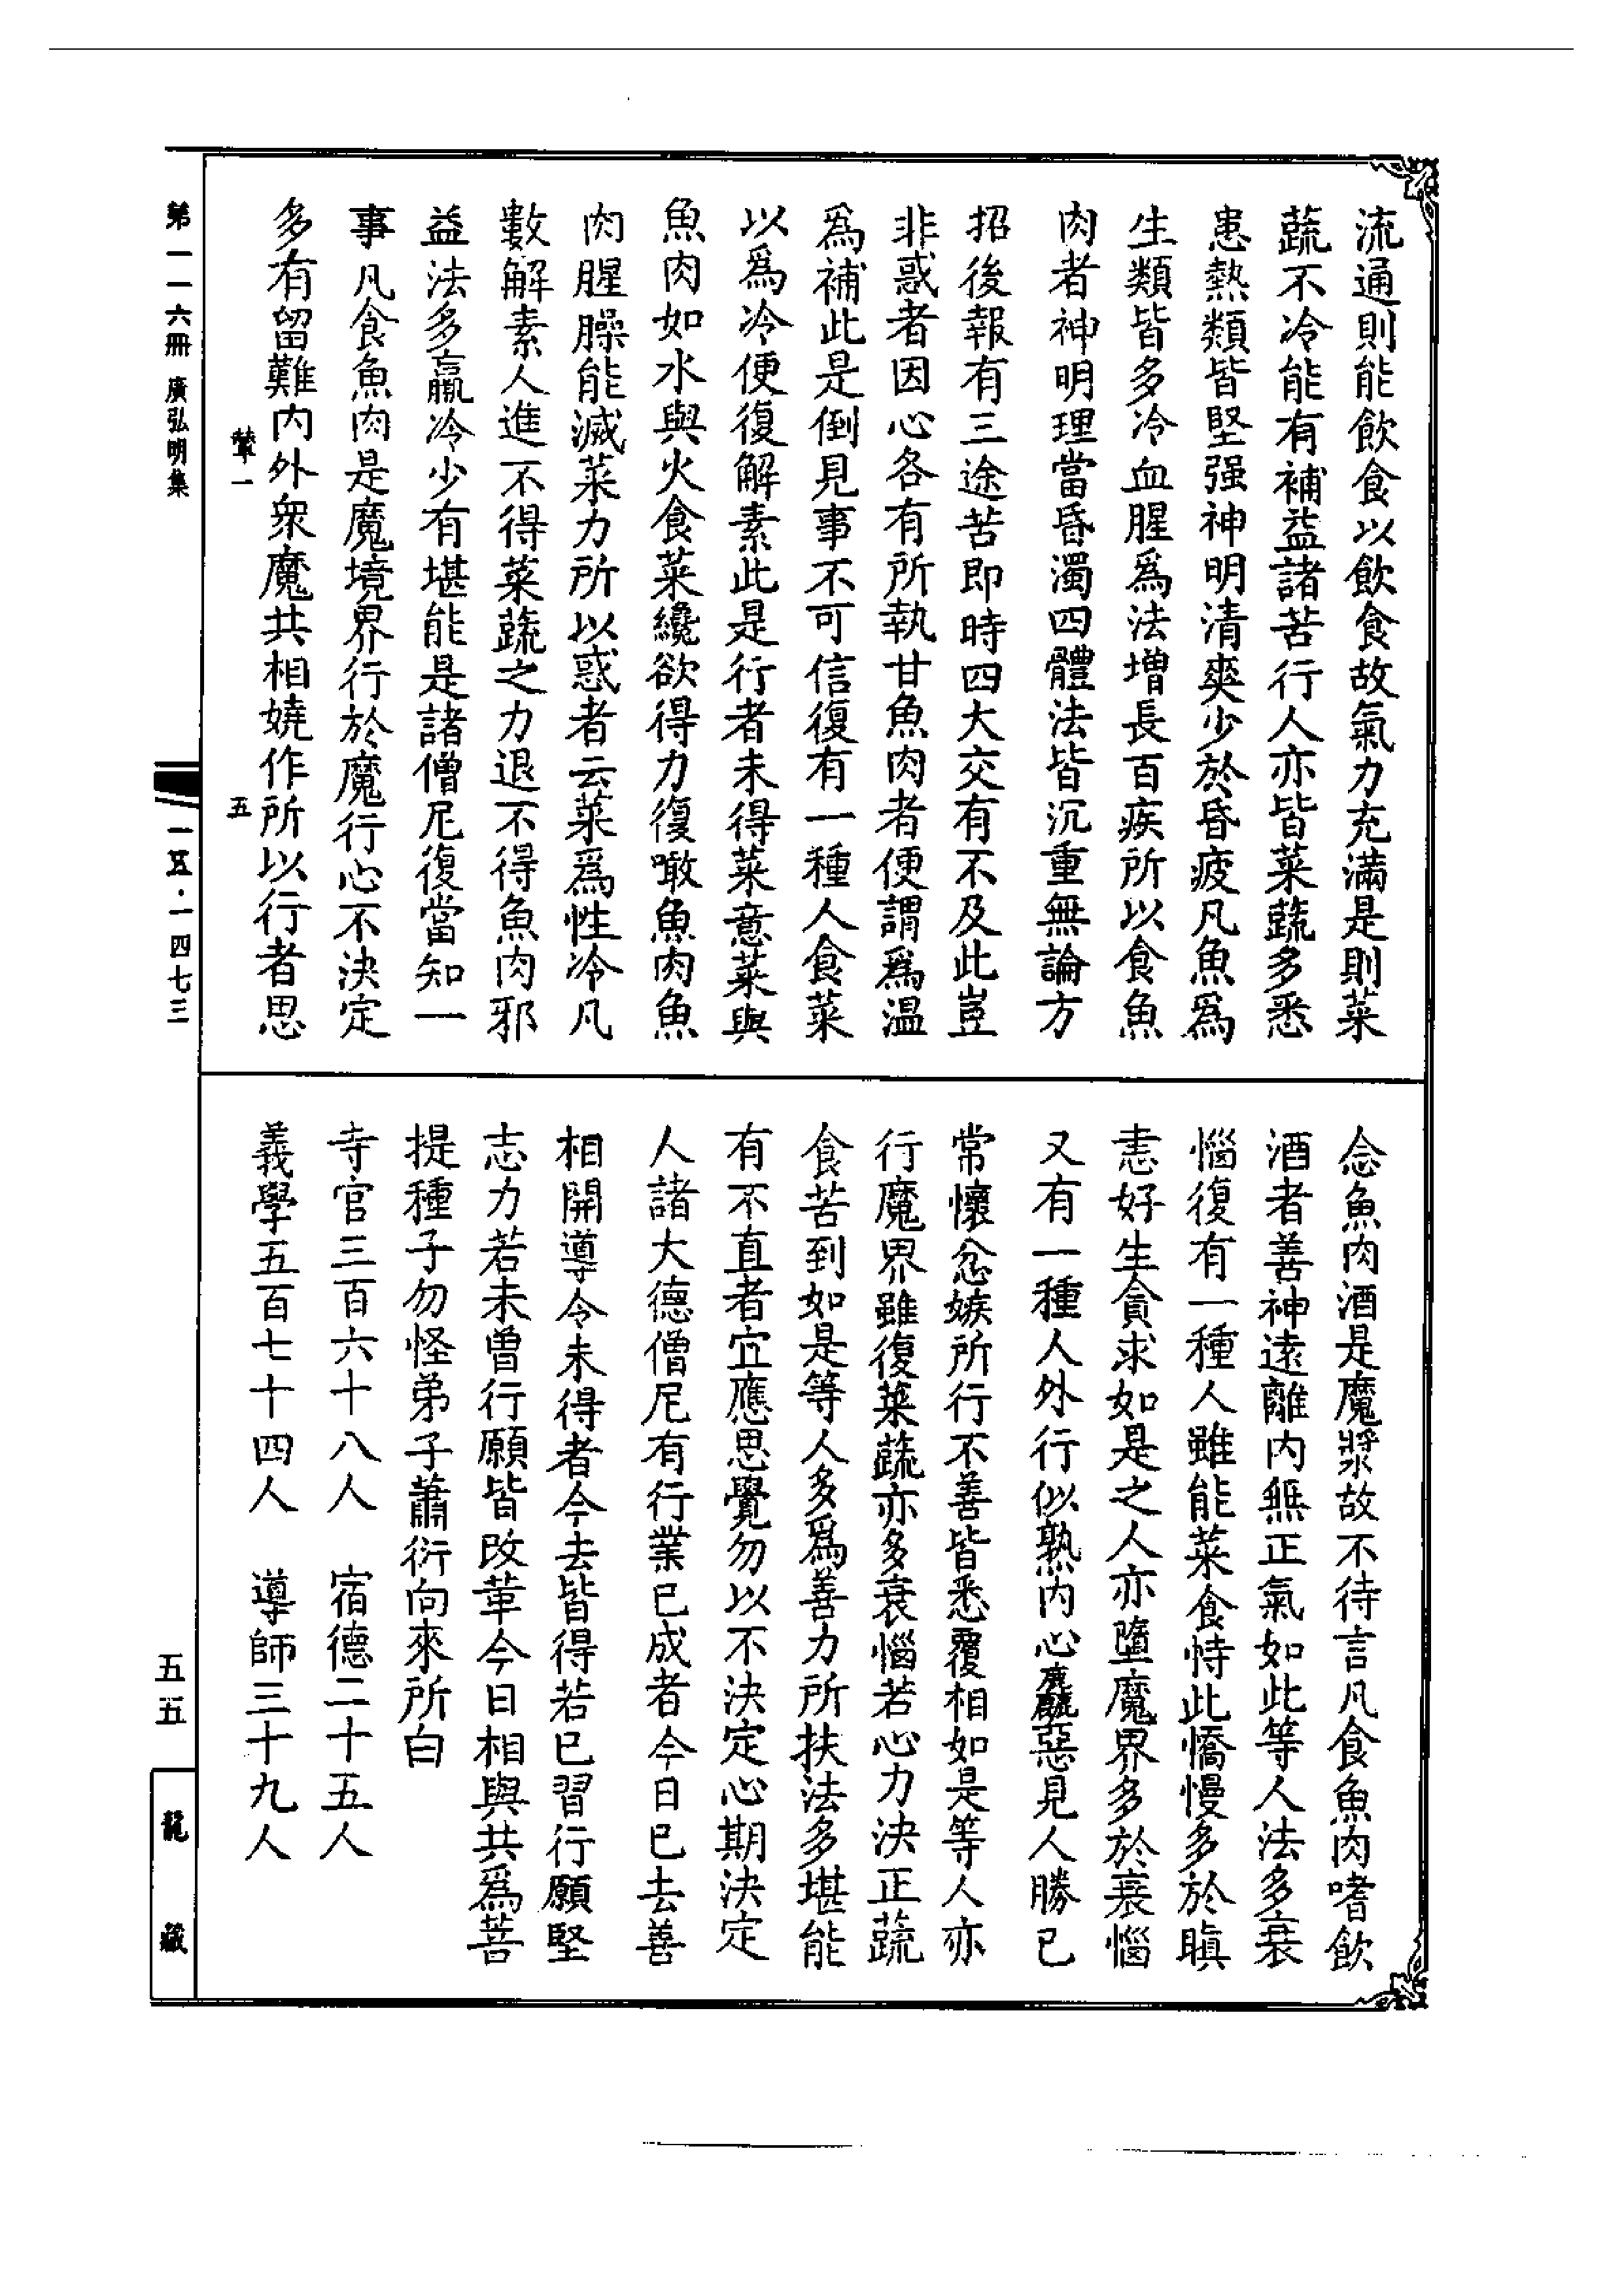 流通則能飲食以飲食故氣力充滿是則菜
蔬不冷能有補益諸苦行人亦皆菜蔬多悉
患熱類皆堅强神明清爽少於昏疲凡魚爲
生類皆多冷血腥爲法增長百疾所以食魚
肉者神明理當昏濁四體法皆沉重無論方
招後報有三途苦即時四大交有不及此豈
非惑者因心各有所執甘魚肉者便謂爲温
爲補此是倒見事不可信復有一種人食菜
以爲冷便復解素此是行者未得菜意菜與
魚肉如水與火食菜纔欲得力復噉魚肉魚
肉腥臊能滅菜力所以惑者云菜爲性冷凡
數解素人進不得菜蔬之力退不得魚肉邪
益法多羸冷少有堪能是諸僧尼復當知一
事凡食魚肉是魔境界行於魔行心不決定
多有留難内外衆魔共相嬈作所以行者思
念魚肉酒是魔漿故不待言凡食魚肉嗜飲
酒者善神遠離内無正氣如此等人法多衰
惱復有一種人雖能菜食恃此憍慢多於瞋
恚好生貪求如是之人亦墮魔界多於衰惱
又有一種人外行似熟内心麤惡見人勝己
常懷忿嫉所行不善皆悉覆相如是等人亦
行魔界雖復菜蔬亦多衰惱若心力決正蔬
食苦到如是等人多爲善力所扶法多堪能
有不直者宜應思覺勿以不決定心期決定
人諸大德僧尼有行業已成者今日已去善
相開導令未得者今去皆得若已習行願堅
志力若未曾行願皆改革今日相與共爲菩
提種子勿怪弟子蕭衍向來所白
寺官三百六十八人　宿德二十五人
義學五百七十四人　導師三十九人
第一一六冊 廣弘明集
一五·一四七三
五五
龍藏
輦一
五